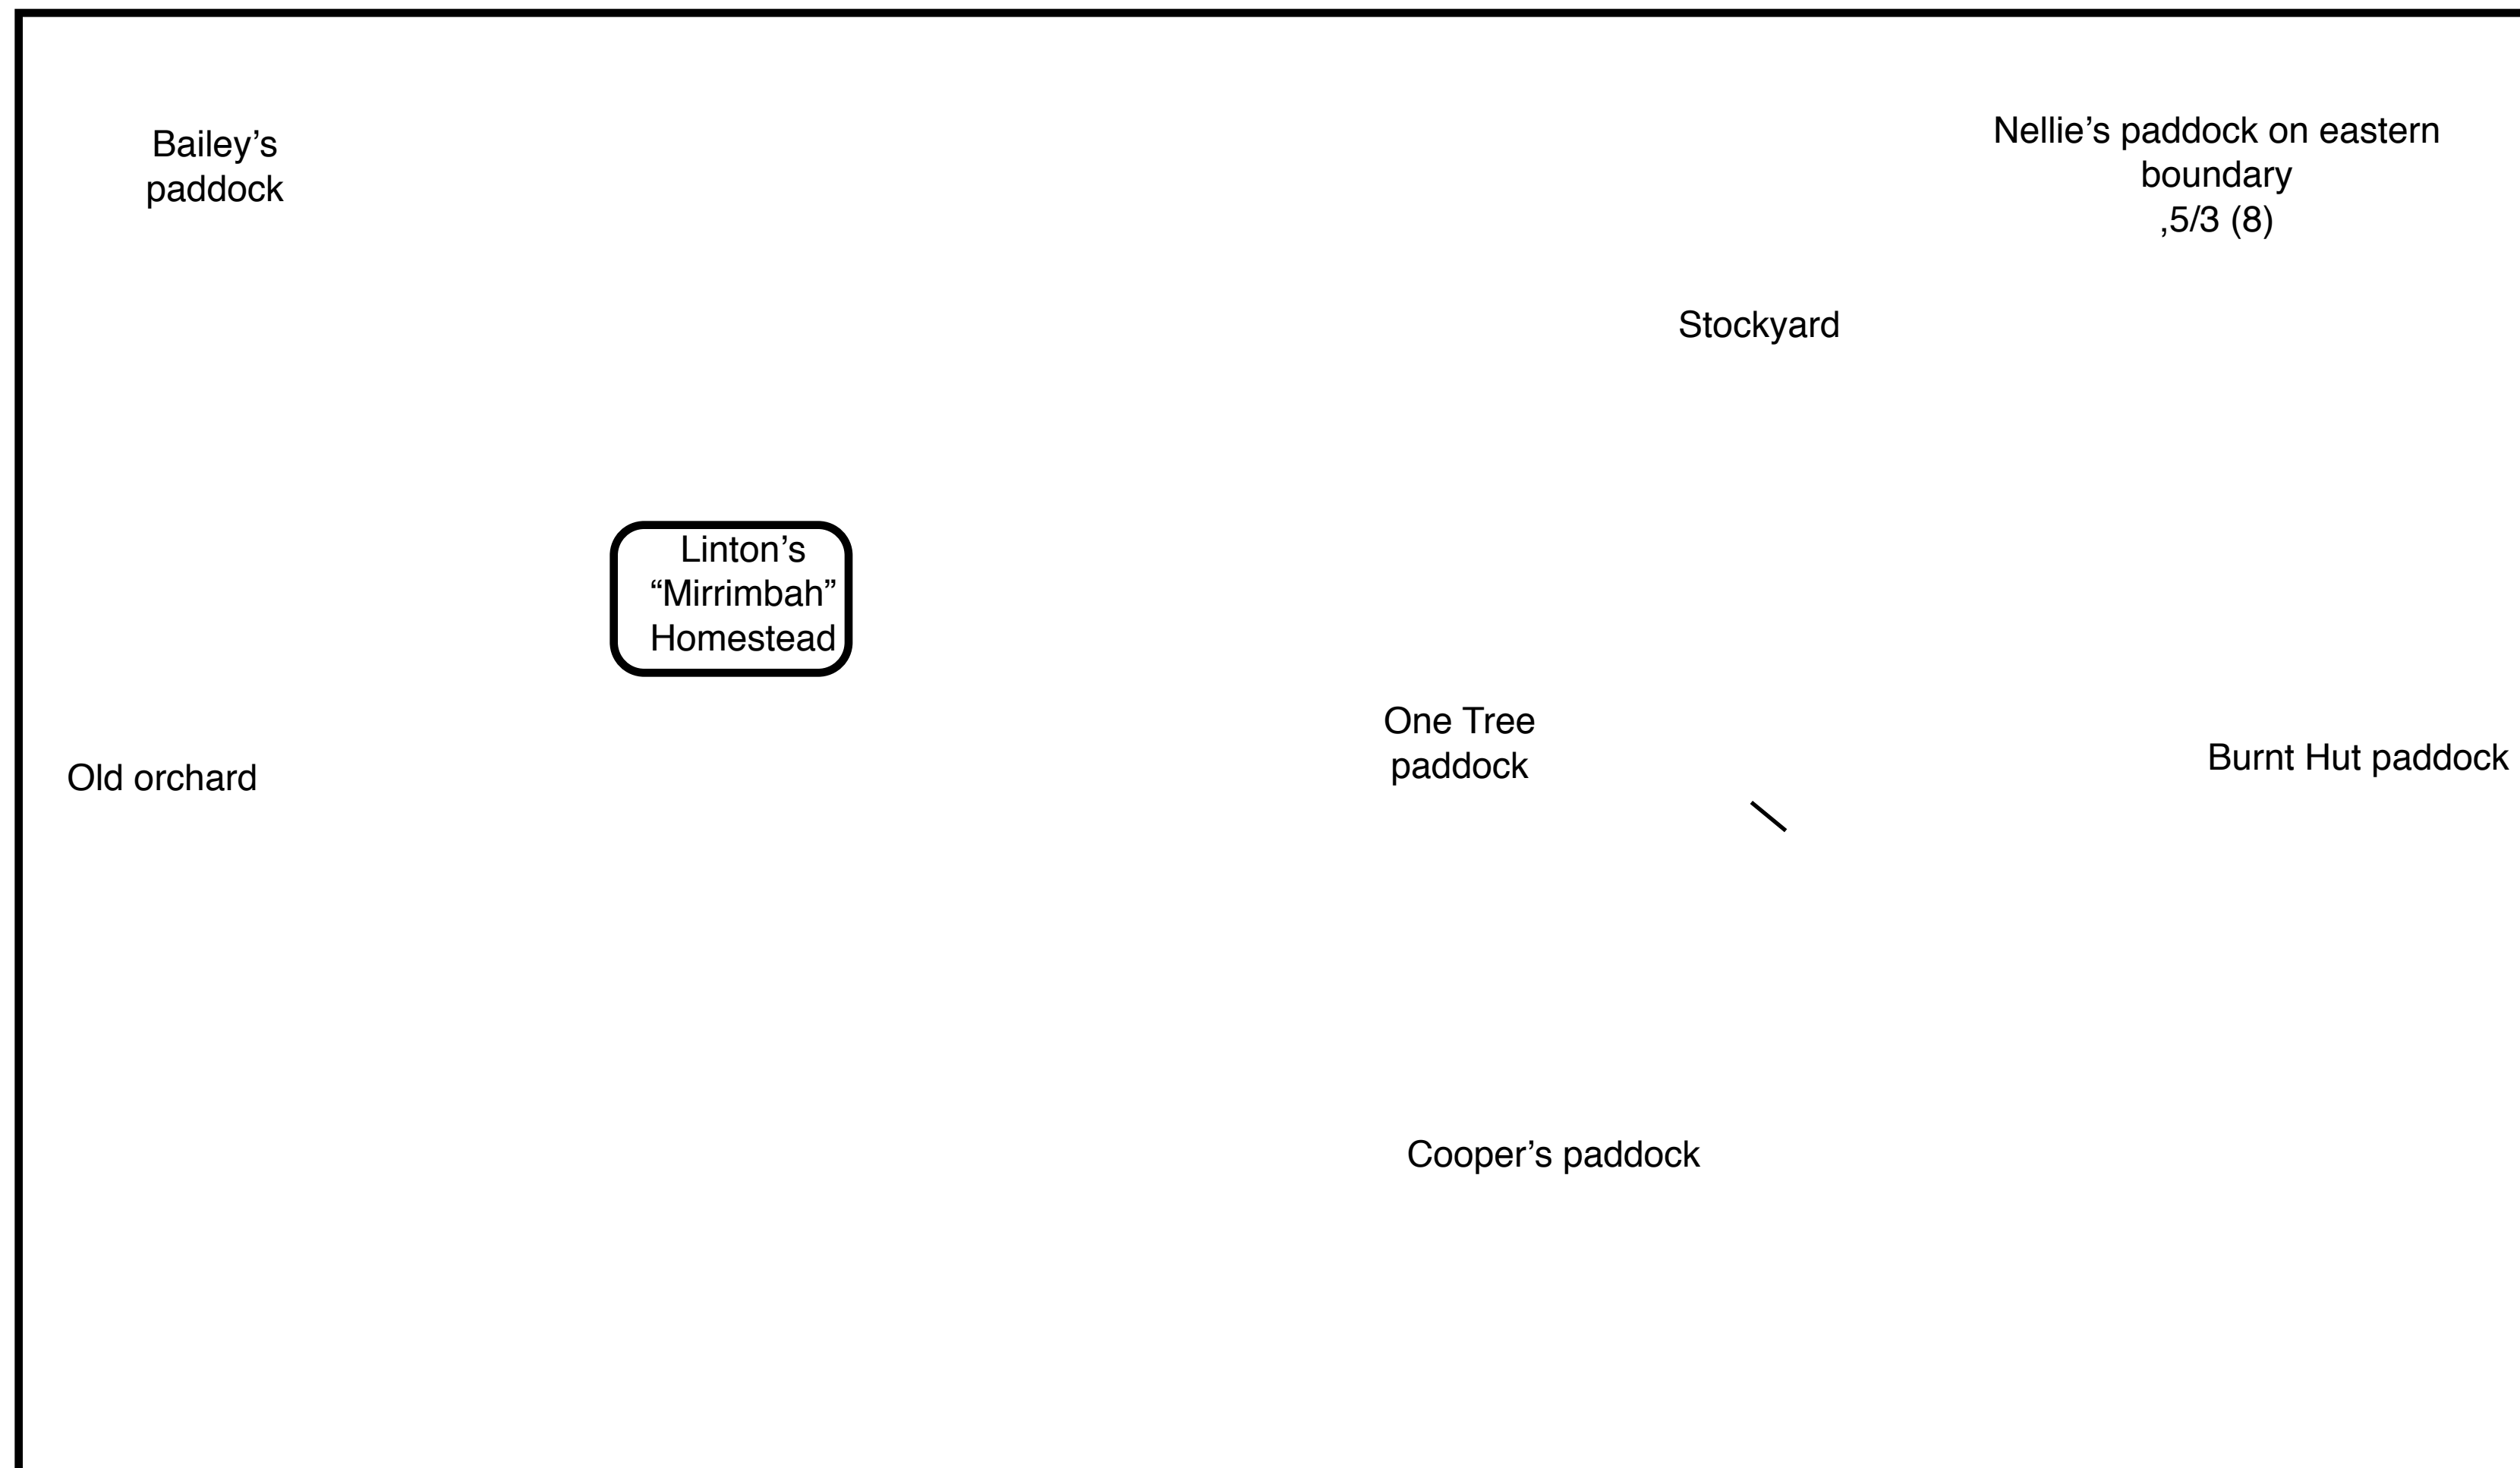 Bailey’s
paddock
Nellie’s paddock on eastern
boundary
,5/3 (8)
Stockyard
Linton’s
“Mirrimbah”
Homestead
One Tree
paddock
Burnt Hut paddock
Old orchard
Cooper’s paddock